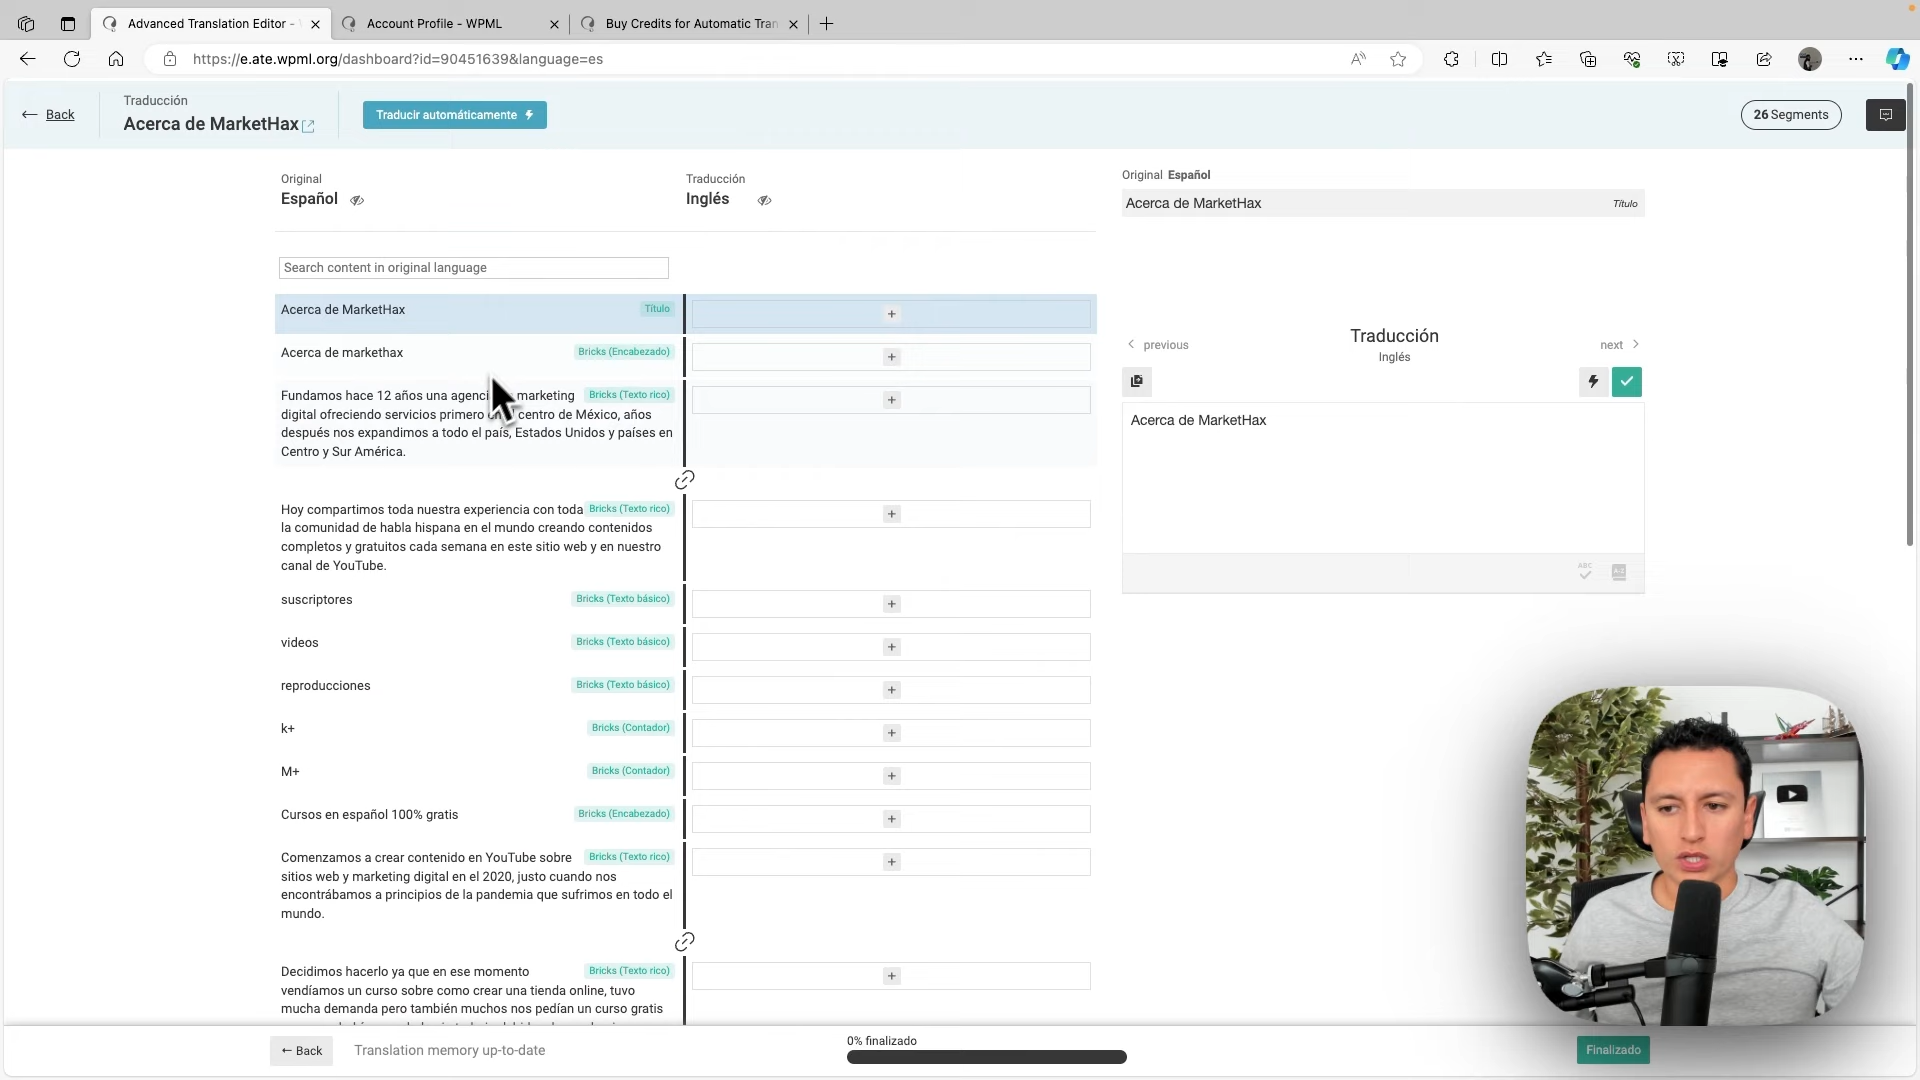 Advanced Translation Editor -
Account Profile - WPML
Buy Credits for Automatic Tran
https://e.ate.wpml.org/dashboard?id=90451639&language=es
Back
Traducción
Acerca de MarketHax
Traducir automáticamente
26 Segments
Original
Español
Traducción
Inglés
Search content in original language
Acerca de MarketHax
Título
Acerca de markethax
Bricks (Encabezado)
Fundamos hace 12 años una agenci marketing
Bricks (Texto rico)
digital ofreciendo servicios primero centro de México, años
después nos expandimos a todo el país, Estados Unidos y países en
Centro y Sur América.
Hoy compartimos toda nuestra experiencia con toda
Bricks (Texto rico)
la comunidad de habla hispana en el mundo creando contenidos
completos y gratuitos cada semana en este sitio web y en nuestro
canal de YouTube.
suscriptores
Bricks (Texto básico)
videos
Bricks (Texto básico)
reproducciones
Bricks (Texto básico)
k+
Bricks (Contador)
M+
Bricks (Contador)
Cursos en español 100% gratis
Bricks (Encabezado)
Comenzamos a crear contenido en YouTube sobre
Bricks (Texto rico)
sitios web y marketing digital en el 2020, justo cuando nos
encontrábamos a principios de la pandemia que sufrimos en todo el
mundo.
Decidimos hacerlo ya que en ese momento
Bricks (Texto rico)
vendíamos un curso sobre como crear una tienda online, tuvo
mucha demanda pero también muchos nos pedían un curso gratis
Original Español
Acerca de MarketHax
Título
previous
Traducción
Inglés
next
Acerca de MarketHax
ABC
Back
Translation memory up-to-date
0% finalizado
Finalizado